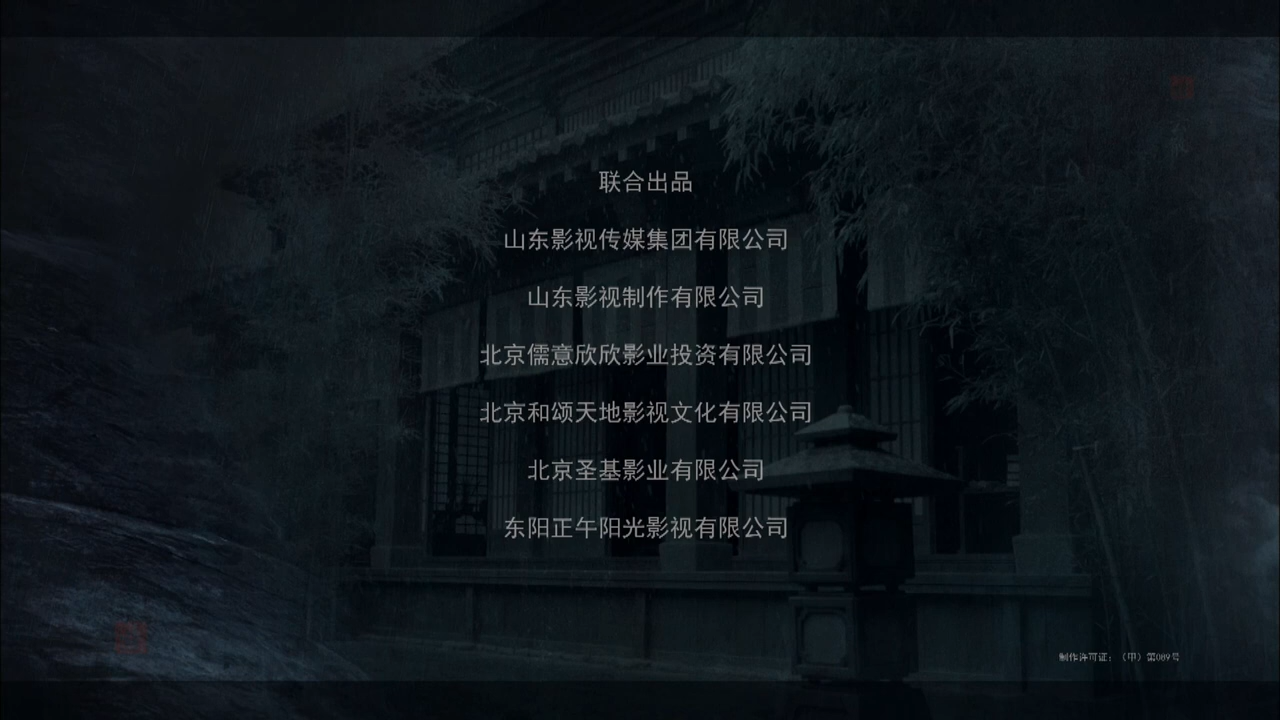 联合出品
山东影视传媒集团有限公司
山东影视制作有限公司
北京儒意欣欣影业投资有限公司
北京和颂天地影视文化有限公司
北京圣基影业有限公司
东阳正午阳光影视有限公司
制作许可证：（甲）第089号